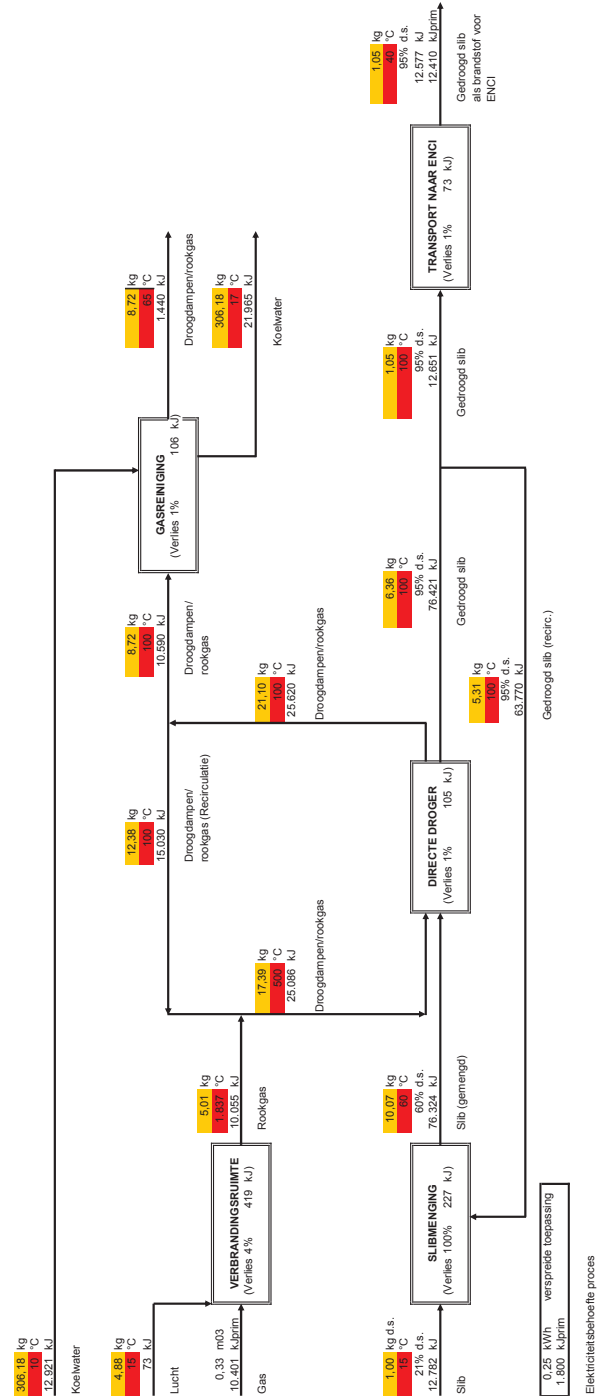 306,18 kg
10 °C
12.921 kJ
Koelwater
4,88 kg
15 °C
73 kJ
Lucht
0,33 m03
10.401 kJprim
Gas
VERBRANDINGSRUIMTE
(Verlies 4% 419 kJ)
5,01 kg
1.837 °C
10.055 kJ
Rookgas
12,38 kg
100 °C
15.030 kJ
Droogdampen/
rookgas (Recirculatie)
17,39 kg
500 °C
25.086 kJ
Droogdampen/rookgas
21,10 kg
100 °C
25.620 kJ
Droogdampen/rookgas
8,72 kg
100 °C
10.590 kJ
Droogdampen/
rookgas
GASREINIGING
(Verlies 1% 106 kJ)
8,72 kg
65 °C
1.440 kJ
Droogdampen/rookgas
306,18 kg
17 °C
21.965 kJ
Koelwater
1,00 kg d.s.
15 °C
21% d.s.
12.782 kJ
Slib
SLIBMENGING
(Verlies 100% 227 kJ)
10,07 kg
60 °C
60% d.s.
76.324 kJ
Slib (gemengd)
DIRECTE DROGER
(Verlies 1% 105 kJ)
6,36 kg
100 °C
95% d.s.
76.421 kJ
Gedroogd slib
5,31 kg
100 °C
95% d.s.
63.770 kJ
Gedroogd slib (recirc.)
1,05 kg
100 °C
95% d.s.
12.651 kJ
Gedroogd slib
TRANSPORT NAAR ENCI
(Verlies 1% 73 kJ)
1,05 kg
40 °C
95% d.s.
12.577 kJ
12.410 kJprim
Gedroogd slib
als brandstof voor
ENCI
0,25 kWh verspreide toepassing
1.800 kJprim
Elektriciteitsbehoefte proces